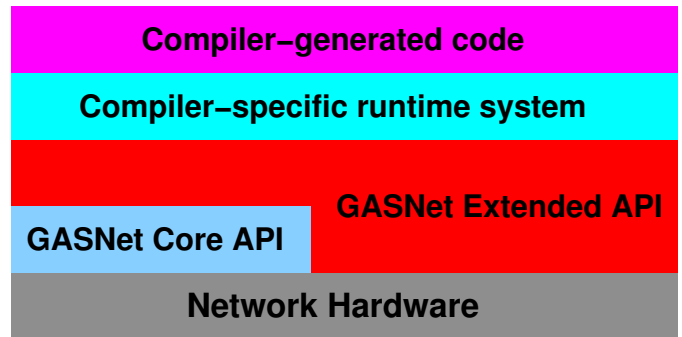 Compiler–generated code
Compiler–specific runtime system
GASNet Extended API
GASNet Core API
Network Hardware